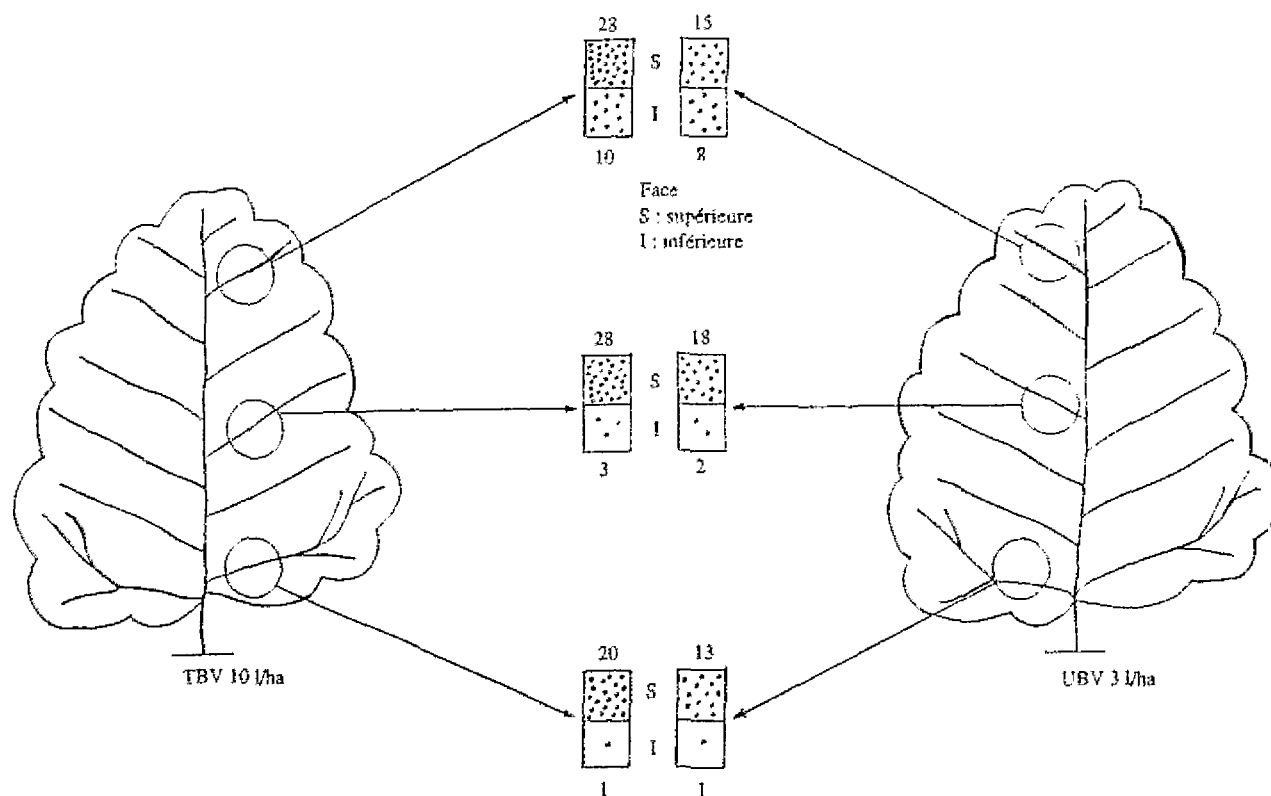 23 15
S
I
10 8
Face
S : supérieure
I : inférieure
28 18
S
I
3 2
TBV 10 l/ha
UBV 3 l/ha
20 13
S
I
1 1